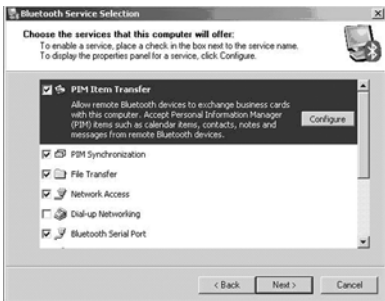 Bluetooth Service Selection
Choose the services that this computer will offer:
To enable a service, place a check in the box next to the service name.
To display the properties panel for a service, click Configure.
PIM Item Transfer
Allow remote Bluetooth devices to exchange business cards
with this computer. Accept Personal Information Manager
(PIM) items such as calendar items, contacts, notes and
messages from remote Bluetooth devices.
Configure
PIM Synchronization
File Transfer
Network Access
Dial-up Networking
Bluetooth Serial Port
< Back
Next >
Cancel